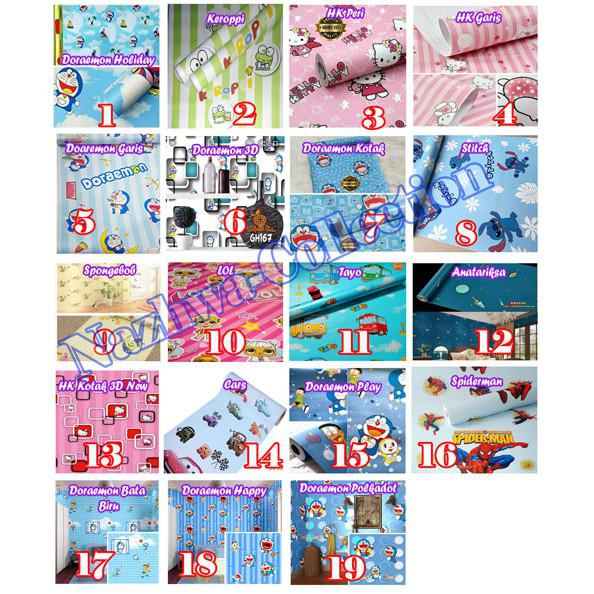 Doraemon Holiday
1
Keroppi
KEROPPI
2
HK Peri
3
HK Garis
4
Doraemon Garis
Doraemon
5
Doraemon 3D
GH167
6
Doraemon Kotak
Stitch
8
Spongebob
9
LOL
10
Tayo
TAYO
11
Anatariksa
12
HK Kotak 3D New
13
Cars
14
Doraemon Play
15
Spiderman
SPIDER-MAN
16
Doraemon Bata
Biru
17
Doraemon Happy
18
Doraemon Polkadot
19
Nazhwa Collection